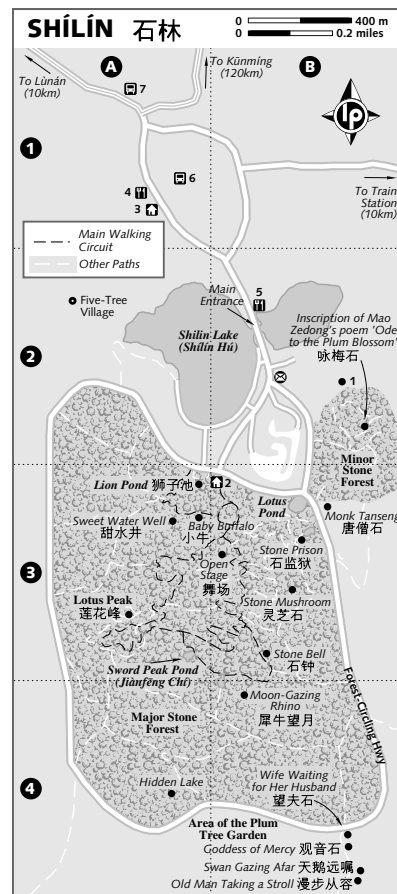 SHÍLÍN 石林
0 400 m
0 0.2 miles
A
B
To Lùnán
(10km)
To Kūnmíng
(120km)
7
lp
1
6
4
3
To Train
Station
(10km)
Main Walking
Circuit
Other Paths
5
Main
Entrance
Five-Tree
Village
Inscription of Mao
Zedong's poem 'Ode
to the Plum Blossom'
咏梅石
Shilin Lake
(Shílín Hú)
2
1
Minor
Stone
Forest
Lion Pond 狮子池
2
Lotus
Pond
Monk Tanseng
唐僧石
Sweet Water Well
甜水井
Baby Buffalo
小牛
Stone Prison
石监狱
Open
Stage
舞场
3
Stone Mushroom
灵芝石
Lotus Peak
莲花峰
Stone Bell
石钟
Sword Peak Pond
(Jiànfēng Chí)
Forest-Circling Hwy
Moon-Gazing
Rhino
犀牛望月
Major Stone
Forest
Hidden Lake
Wife Waiting
for Her Husband
望夫石
4
Area of the Plum
Tree Garden
Goddess of Mercy 观音石
Swan Gazing Afar 天鹅远嘱
Old Man Taking a Stroll 漫步从容